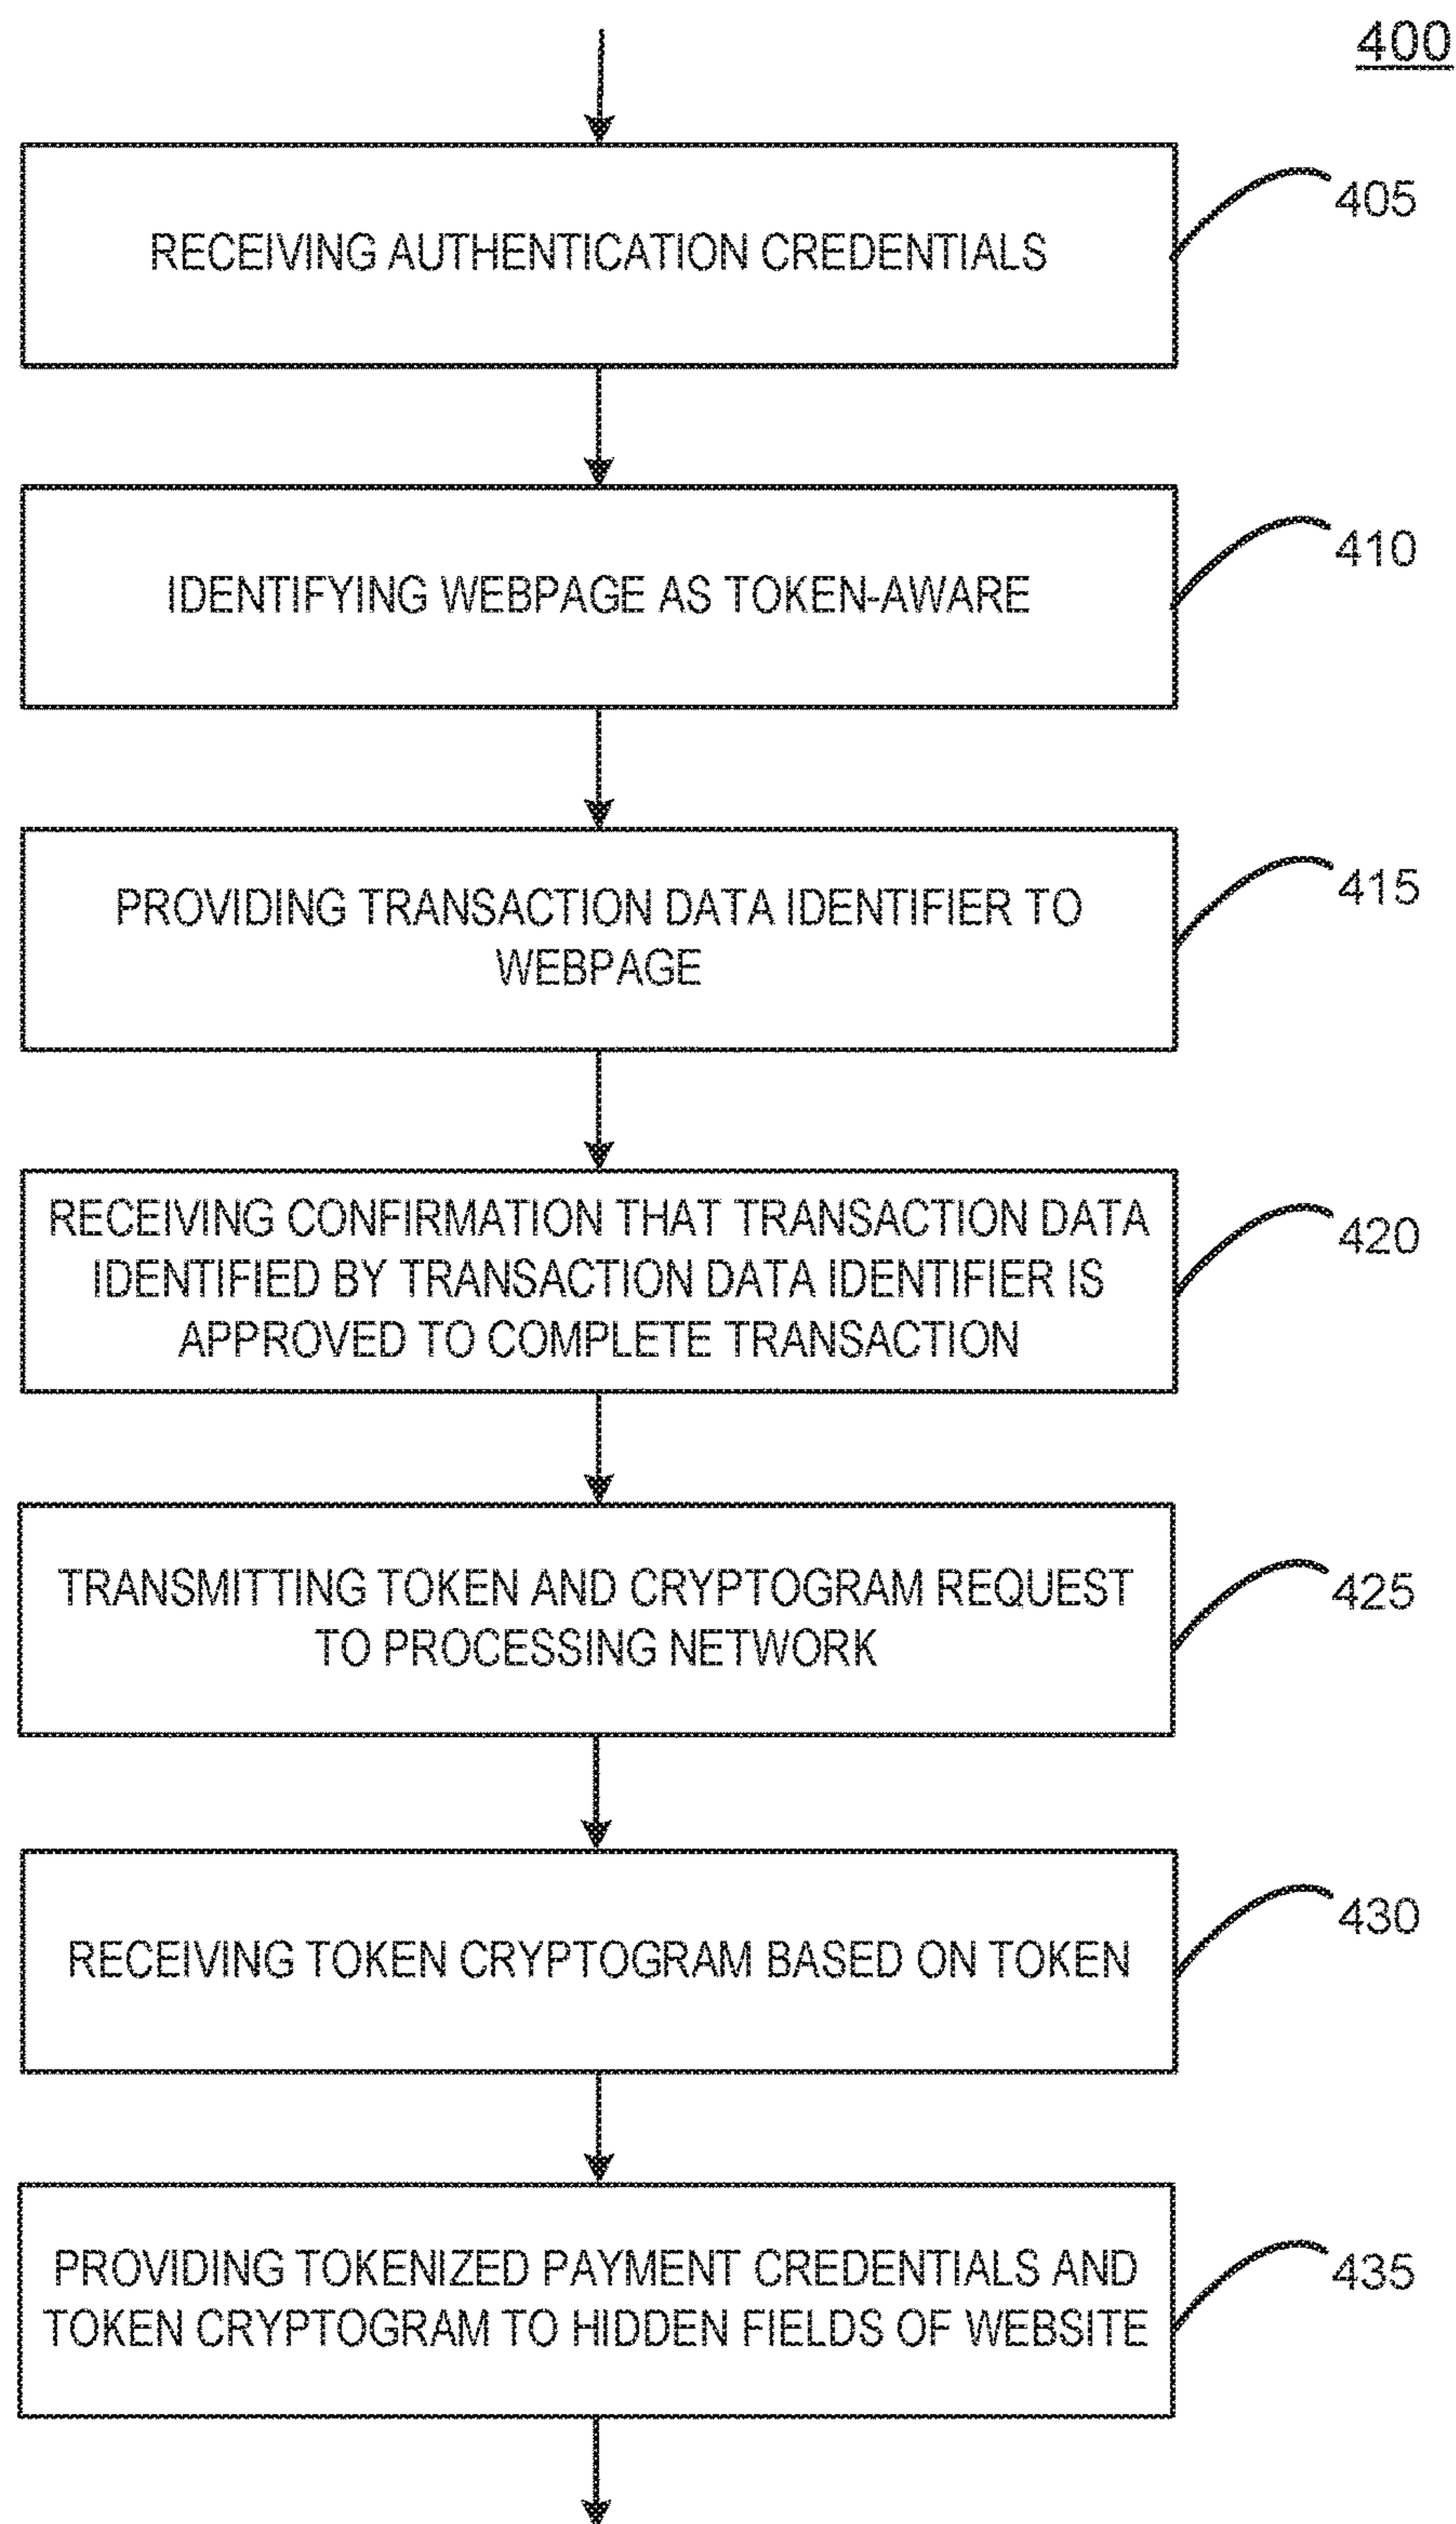 400
RECEIVING AUTHENTICATION CREDENTIALS
405
IDENTIFYING WEBPAGE AS TOKEN-AWARE
410
PROVIDING TRANSACTION DATA IDENTIFIER TO
WEBPAGE
415
RECEIVING CONFIRMATION THAT TRANSACTION DATA
IDENTIFIED BY TRANSACTION DATA IDENTIFIER IS
APPROVED TO COMPLETE TRANSACTION
420
TRANSMITTING TOKEN AND CRYPTOGRAM REQUEST
TO PROCESSING NETWORK
425
RECEIVING TOKEN CRYPTOGRAM BASED ON TOKEN
430
PROVIDING TOKENIZED PAYMENT CREDENTIALS AND
TOKEN CRYPTOGRAM TO HIDDEN FIELDS OF WEBSITE
435